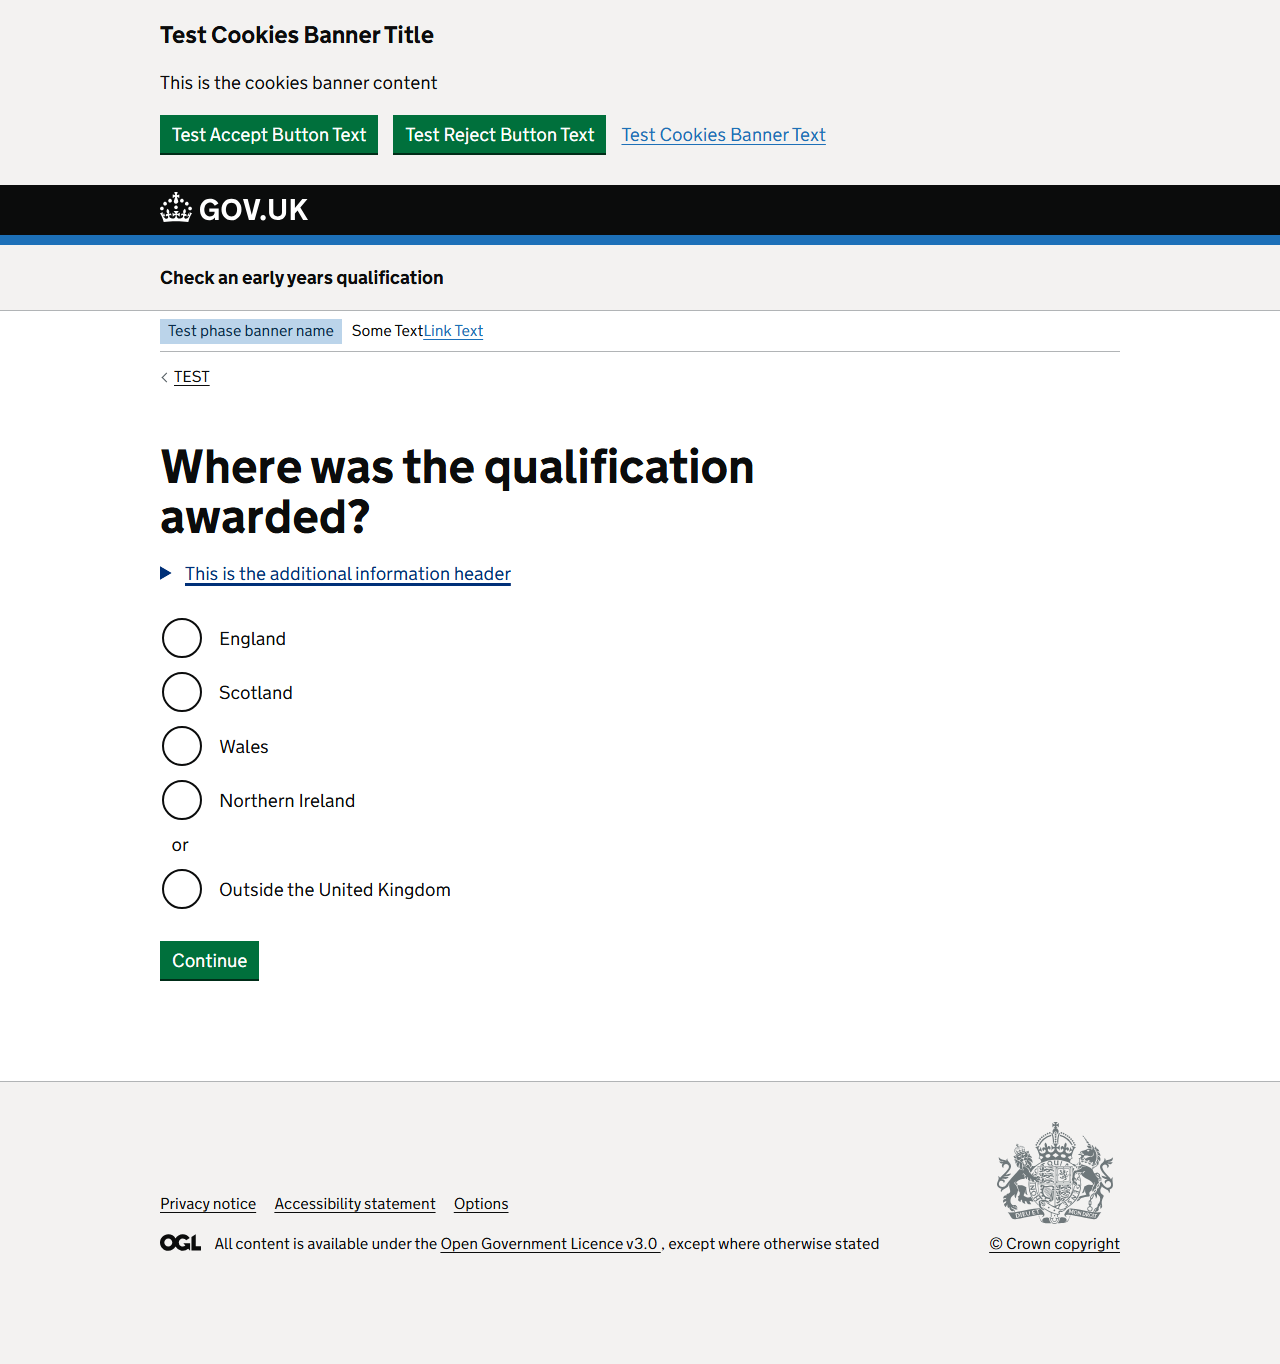 Test Cookies Banner Title
This is the cookies banner content
Test Accept Button Text Test Reject Button Text Test Cookies Banner Text
GOV.UK
Check an early years qualification
Test phase banner name Some TextLink Text
TEST
Where was the qualification
awarded?
This is the additional information header
England
Scotland
Wales
Northern Ireland
or
Outside the United Kingdom
Continue
Privacy notice Accessibility statement Options
OGL All content is available under the Open Government Licence v3.0 , except where otherwise stated
© Crown copyright